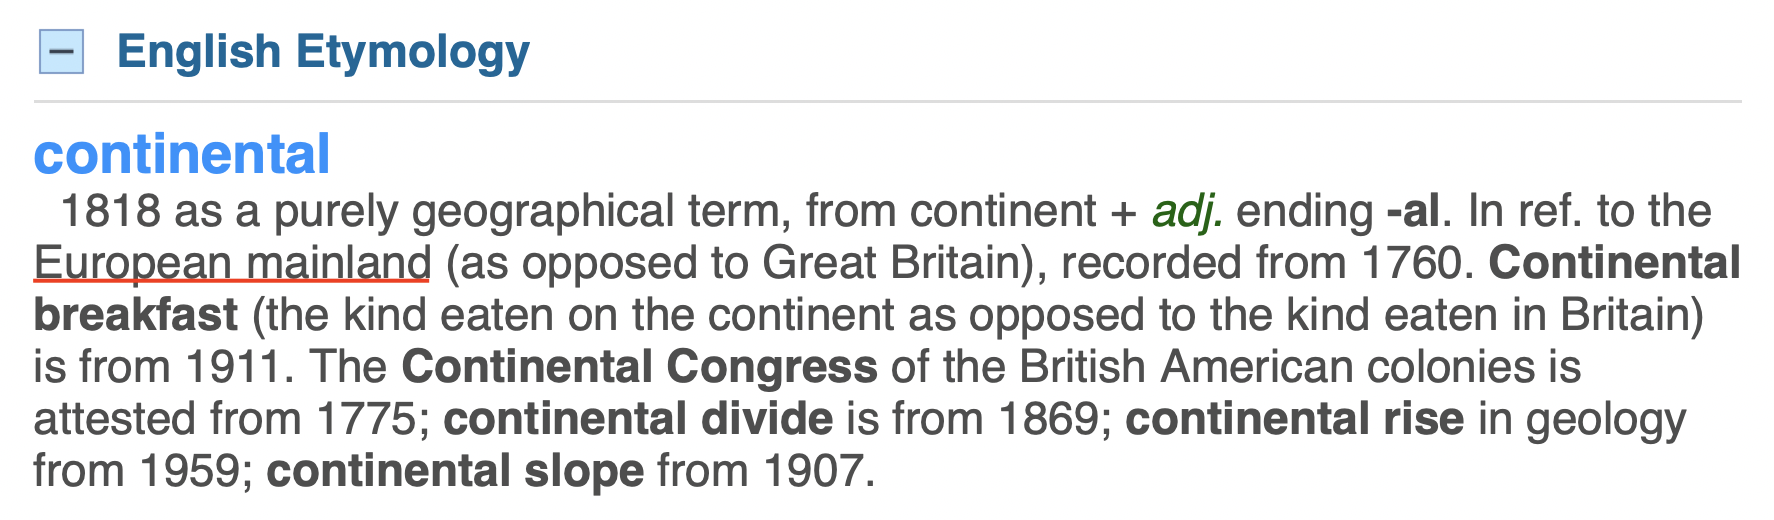 English Etymology
continental
1818 as a purely geographical term, from continent + adj. ending -al. In ref. to the
European mainland (as opposed to Great Britain), recorded from 1760. Continental
breakfast (the kind eaten on the continent as opposed to the kind eaten in Britain)
is from 1911. The Continental Congress of the British American colonies is
attested from 1775; continental divide is from 1869; continental rise in geology
from 1959; continental slope from 1907.